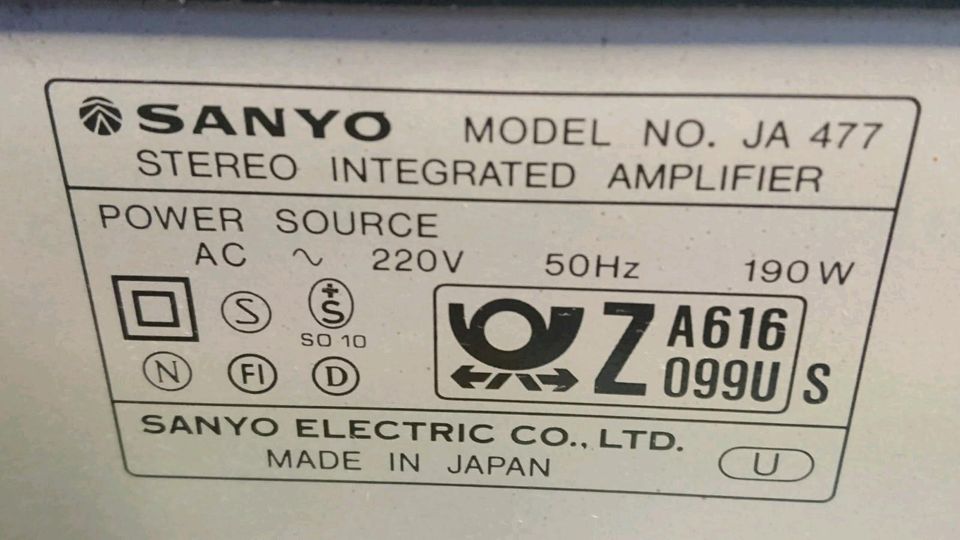 SANYO MODEL NO. JA 477
STEREO INTEGRATED AMPLIFIER
POWER SOURCE
AC ∿ 220V 50Hz 190W
S +S
SO 10
N FI D
Z A616
099U S
SANYO ELECTRIC CO., LTD.
MADE IN JAPAN U